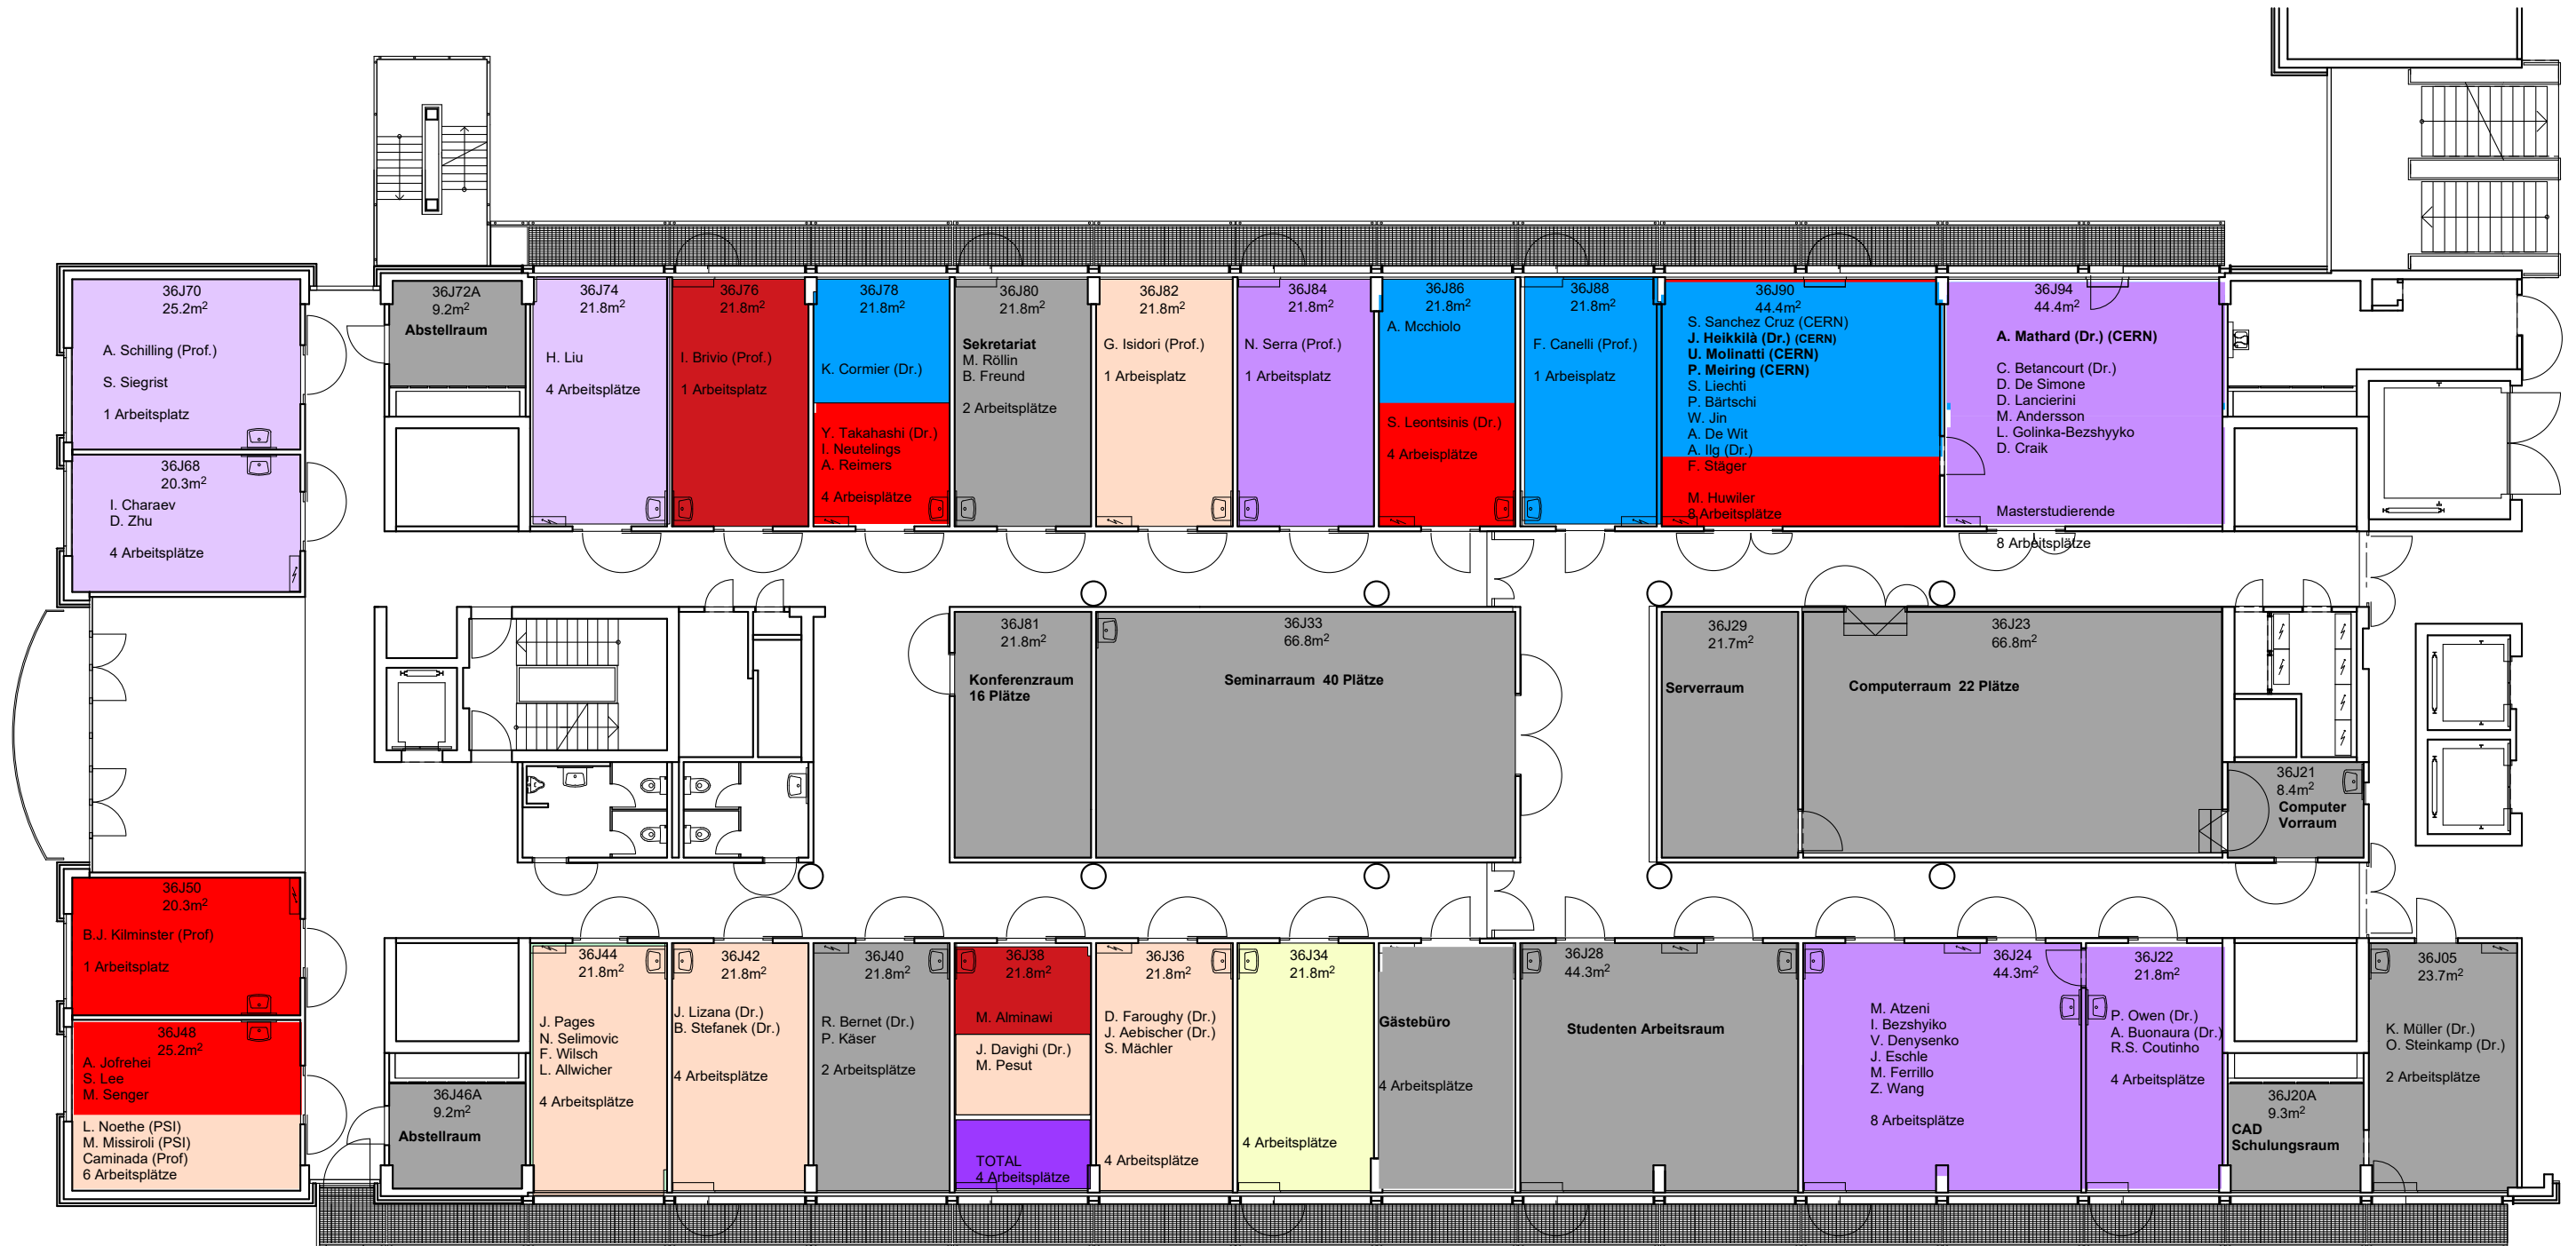 36J70
25.2m²
A. Schilling (Prof.)
S. Siegrist
1 Arbeitsplatz
36J68
20.3m²
I. Charaev
D. Zhu
4 Arbeitsplätze
36J72A
9.2m²
Abstellraum
36J74
21.8m²
H. Liu
4 Arbeitsplätze
36J76
21.8m²
I. Brivio (Prof.)
1 Arbeitsplatz
36J78
21.8m²
K. Cormier (Dr.)
Y. Takahashi (Dr.)
I. Neutelings
A. Reimers
4 Arbeisplätze
36J80
21.8m²
Sekretariat
M. Röllin
B. Freund
2 Arbeitsplätze
36J82
21.8m²
G. Isidori (Prof.)
1 Arbeisplatz
36J84
21.8m²
N. Serra (Prof.)
1 Arbeitsplatz
36J86
21.8m²
A. Mcchiolo
S. Leontsinis (Dr.)
4 Arbeisplätze
36J88
21.8m²
F. Canelli (Prof.)
1 Arbeisplatz
36J90
44.4m²
S. Sanchez Cruz (CERN)
J. Heikkilà (Dr.) (CERN)
U. Molinatti (CERN)
P. Meiring (CERN)
S. Liechti
P. Bärtschi
W. Jin
A. De Wit
A. Ilg (Dr.)
F. Stäger
M. Huwiler
8 Arbeitsplätze
36J94
44.4m²
A. Mathard (Dr.) (CERN)
C. Betancourt (Dr.)
D. De Simone
D. Lancierini
M. Andersson
L. Golinka-Bezshyyko
D. Craik
Masterstudierende
8 Arbeitsplätze
36J81
21.8m²
Konferenzraum
16 Plätze
36J33
66.8m²
Seminarraum 40 Plätze
36J29
21.7m²
Serverraum
36J23
66.8m²
Computerraum 22 Plätze
36J21
8.4m²
Computer
Vorraum
36J50
20.3m²
B.J. Kilminster (Prof)
1 Arbeitsplatz
36J48
25.2m²
A. Jofrehei
S. Lee
M. Senger
L. Noethe (PSI)
M. Missiroli (PSI)
Caminada (Prof)
6 Arbeitsplätze
36J46A
9.2m²
Abstellraum
36J44
21.8m²
J. Pages
N. Selimovic
F. Wilsch
L. Allwicher
4 Arbeitsplätze
36J42
21.8m²
J. Lizana (Dr.)
B. Stefanek (Dr.)
4 Arbeitsplätze
36J40
21.8m²
R. Bernet (Dr.)
P. Käser
2 Arbeitsplätze
36J38
21.8m²
M. Alminawi
J. Davighi (Dr.)
M. Pesut
TOTAL
4 Arbeitsplätze
36J36
21.8m²
D. Faroughy (Dr.)
J. Aebischer (Dr.)
S. Mächler
4 Arbeitsplätze
36J34
21.8m²
4 Arbeitsplätze
Gästebüro
4 Arbeitsplätze
36J28
44.3m²
Studenten Arbeitsraum
36J24
44.3m²
M. Atzeni
I. Bezshyiko
V. Denysenko
J. Eschle
M. Ferrillo
Z. Wang
8 Arbeitsplätze
36J22
21.8m²
P. Owen (Dr.)
A. Buonaura (Dr.)
R.S. Coutinho
4 Arbeitsplätze
36J20A
9.3m²
CAD
Schulungsraum
36J05
23.7m²
K. Müller (Dr.)
O. Steinkamp (Dr.)
2 Arbeitsplätze